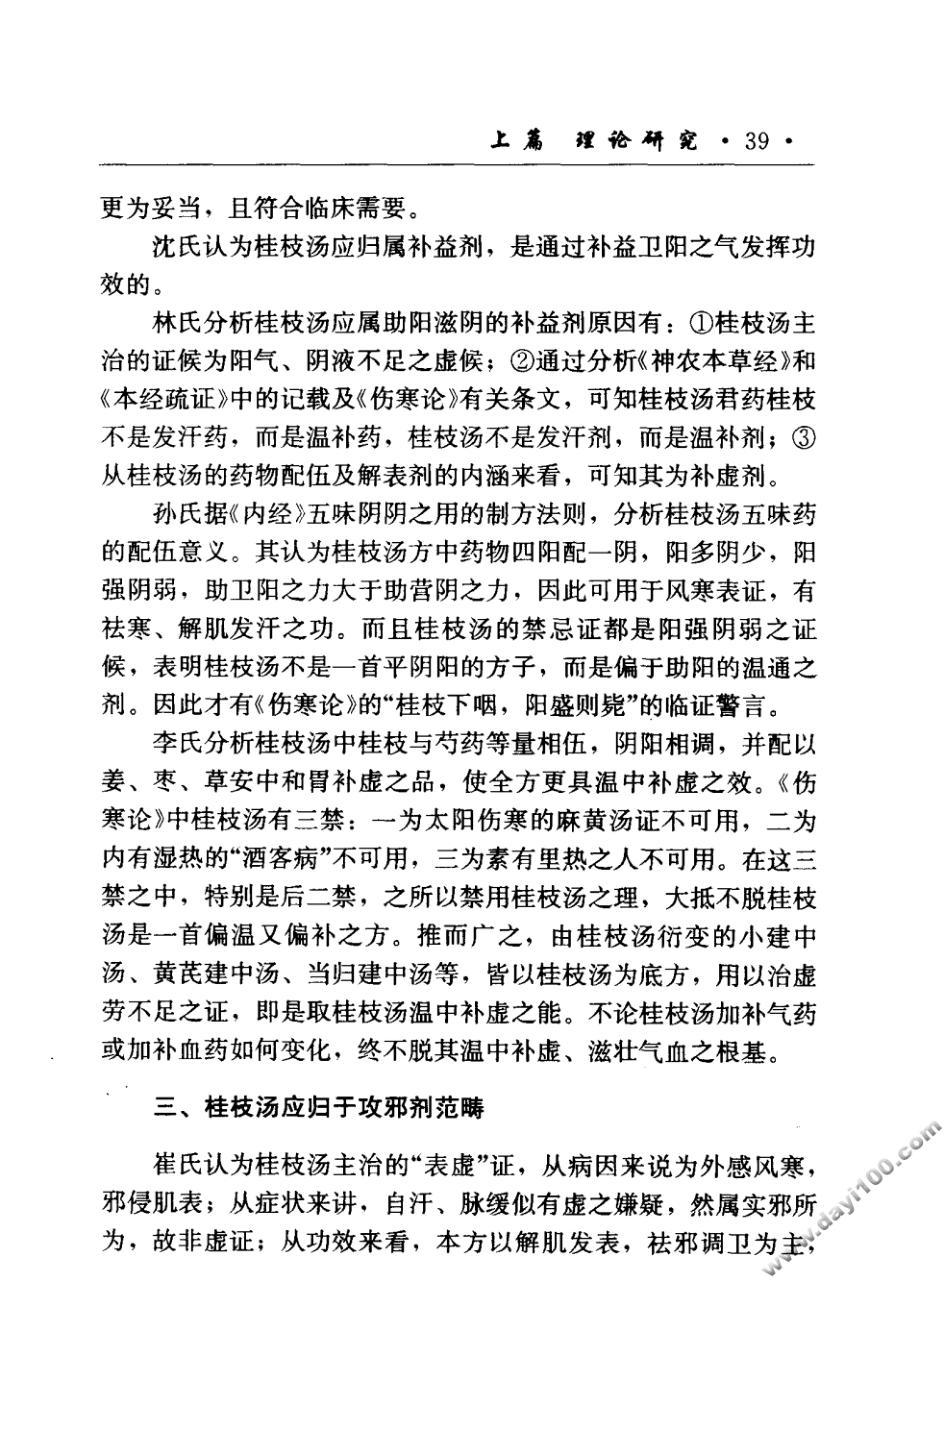 上篇 理论研究 · 39 ·
更为妥当，且符合临床需要。
沈氏认为桂枝汤应归属补益剂，是通过补益卫阳之气发挥功
效的。
林氏分析桂枝汤应属助阳滋阴的补益剂原因有：①桂枝汤主
治的证候为阳气、阴液不足之虚候；②通过分析《神农本草经》和
《本经疏证》中的记载及《伤寒论》有关条文，可知桂枝汤君药桂枝
不是发汗药，而是温补药，桂枝汤不是发汗剂，而是温补剂；③
从桂枝汤的药物配伍及解表剂的内涵来看，可知其为补虚剂。
孙氏据《内经》五味阴阴之用的制方法则，分析桂枝汤五味药
的配伍意义。其认为桂枝汤方中药物四阳配一阴，阳多阴少，阳
强阴弱，助卫阳之力大于助营阴之力，因此可用于风寒表证，有
祛寒、解肌发汗之功。而且桂枝汤的禁忌证都是阳强阴弱之证
候，表明桂枝汤不是一首平阴阳的方子，而是偏于助阳的温通之
剂。因此才有《伤寒论》的“桂枝下咽，阳盛则毙”的临证警言。
李氏分析桂枝汤中桂枝与芍药等量相伍，阴阳相调，并配以
姜、枣、草安中和胃补虚之品，使全方更具温中补虚之效。《伤
寒论》中桂枝汤有三禁：一为太阳伤寒的麻黄汤证不可用，二为
内有湿热的“酒客病”不可用，三为素有里热之人不可用。在这三
禁之中，特别是后二禁，之所以禁用桂枝汤之理，大抵不脱桂枝
汤是一首偏温又偏补之方。推而广之，由桂枝汤衍变的小建中
汤、黄芪建中汤、当归建中汤等，皆以桂枝汤为底方，用以治虚
劳不足之证，即是取桂枝汤温中补虚之能。不论桂枝汤加补气药
或加补血药如何变化，终不脱其温中补虚、滋壮气血之根基。
三、桂枝汤应归于攻邪剂范畴
崔氏认为桂枝汤主治的“表虚”证，从病因来说为外感风寒，
邪侵肌表；从症状来讲，自汗、脉缓似有虚之嫌疑，然属实邪所
为，故非虚证；从功效来看，本方以解肌发表，祛邪调卫为主，
www.dayi100.com